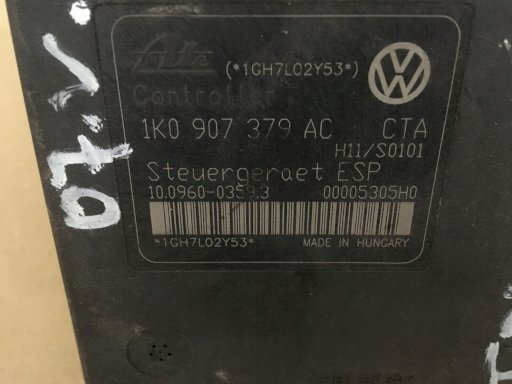 Ate (*1GH7L02Y53*)
Controller
1K0 907 379 AC CTA
H11/S0101
Steuergeraet ESP
10.0960-0359.3 00005305H0
*1GH7L02Y53*
MADE IN HUNGARY